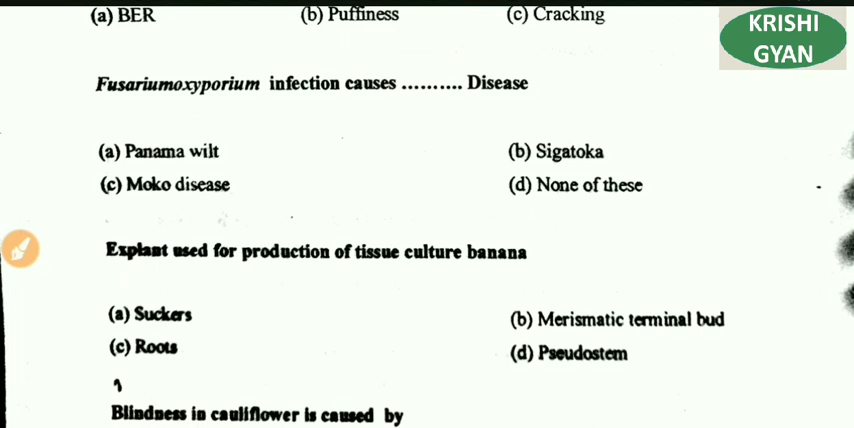 (a) BER (b) Puffiness (c) Cracking
KRISHI
GYAN
Fusariumoxyporium infection causes .......... Disease
(a) Panama wilt (b) Sigatoka
(c) Moko disease (d) None of these
Explant used for production of tissue culture banana
(a) Suckers (b) Merismatic terminal bud
(c) Roots (d) Pseudostem
Blindness in cauliflower is caused by